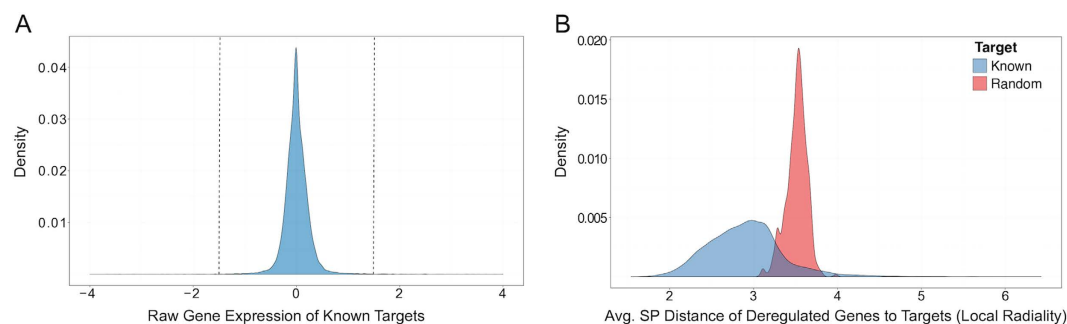 A
0.04
0.03
0.02
0.01
Density
−4
−2
0
2
4
Raw Gene Expression of Known Targets
B
0.020
0.015
0.010
0.005
Density
Target
Known
Random
2
3
4
5
6
Avg. SP Distance of Deregulated Genes to Targets (Local Radiality)